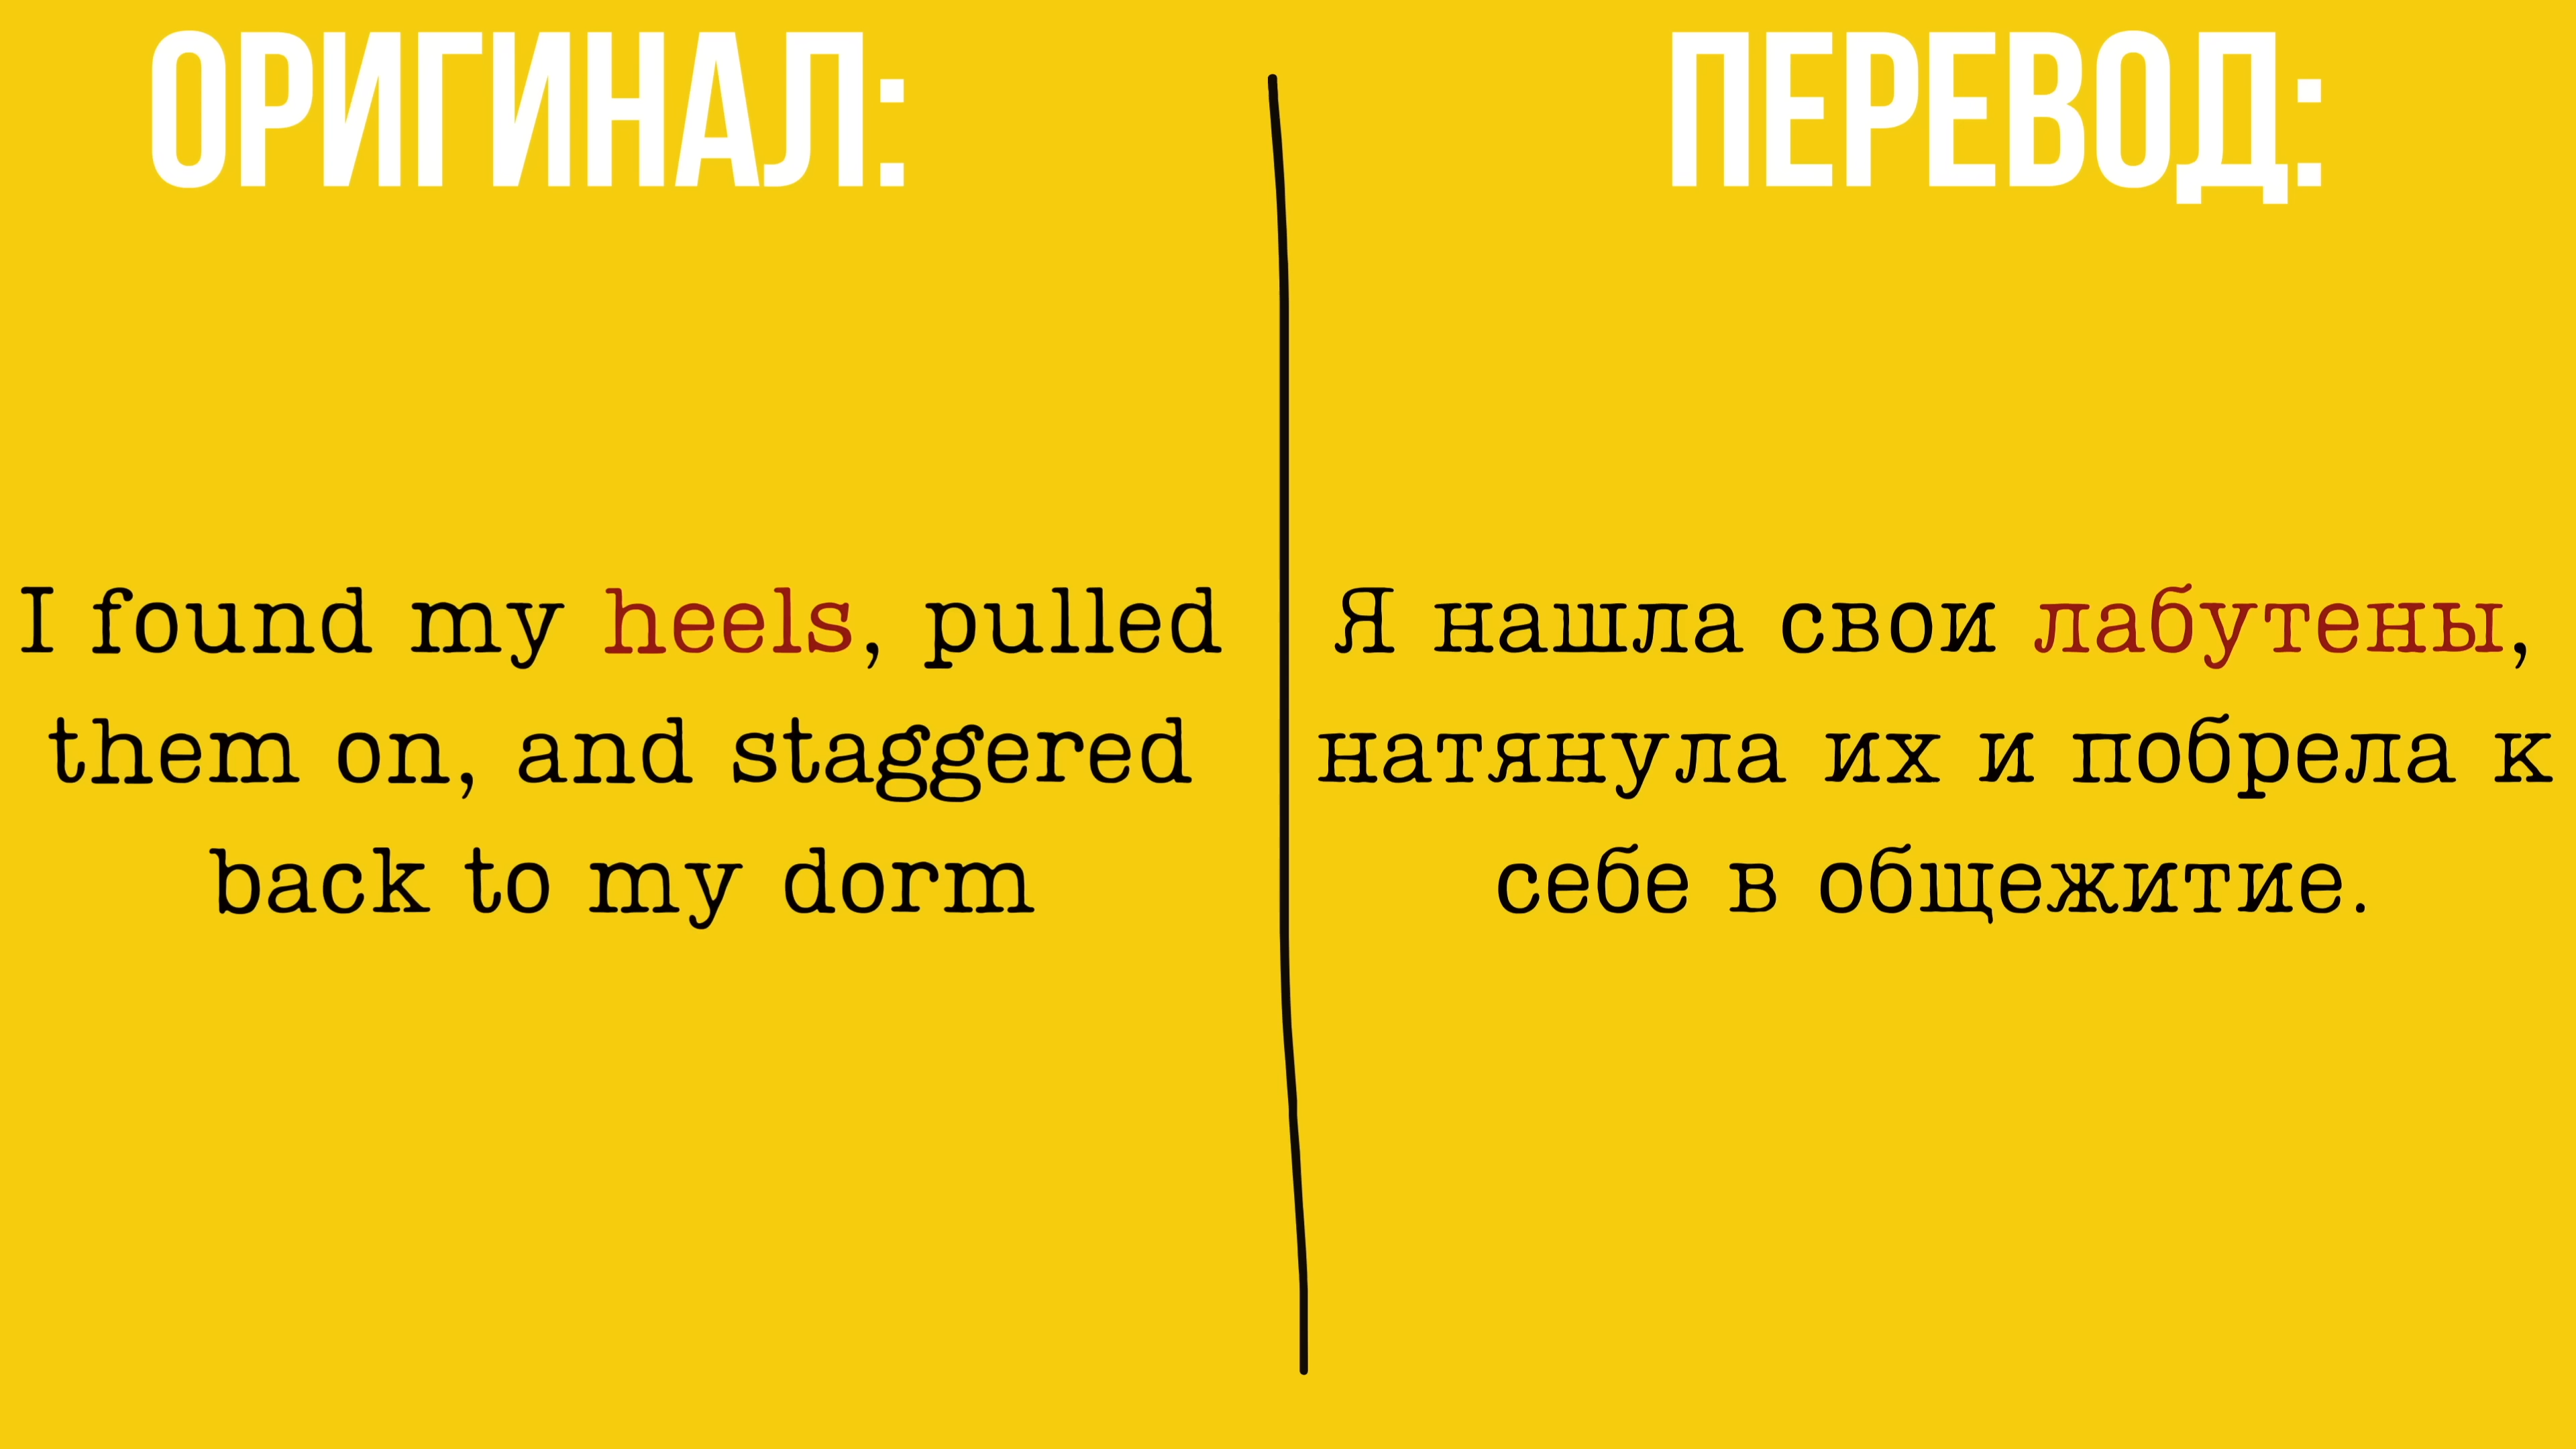 ОРИГИНАЛ:
I found my heels, pulled
them on, and staggered
back to my dorm
ПЕРЕВОД:
Я нашла свои лабутены,
натянула их и побрела к
себе в общежитие.